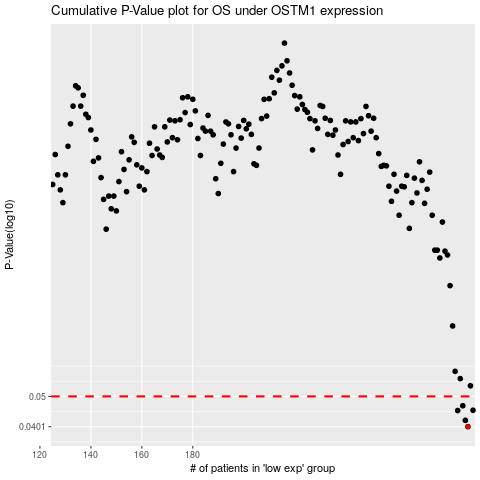 Cumulative P-Value plot for OS under OSTM1 expression
P-Value(log10)
0.05
0.0401
120 140 160 180
# of patients in 'low exp' group